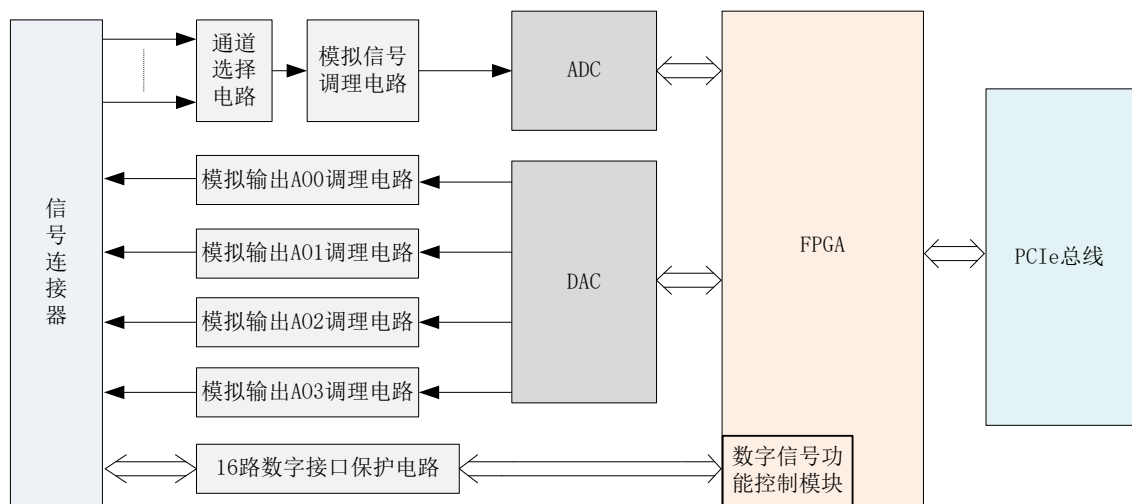 信号连接器
通道
选择
电路
模拟信号
调理电路
ADC
模拟输出AO0调理电路
模拟输出AO1调理电路
模拟输出AO2调理电路
模拟输出AO3调理电路
DAC
16路数字接口保护电路
FPGA
数字信号功
能控制模块
PCIe总线